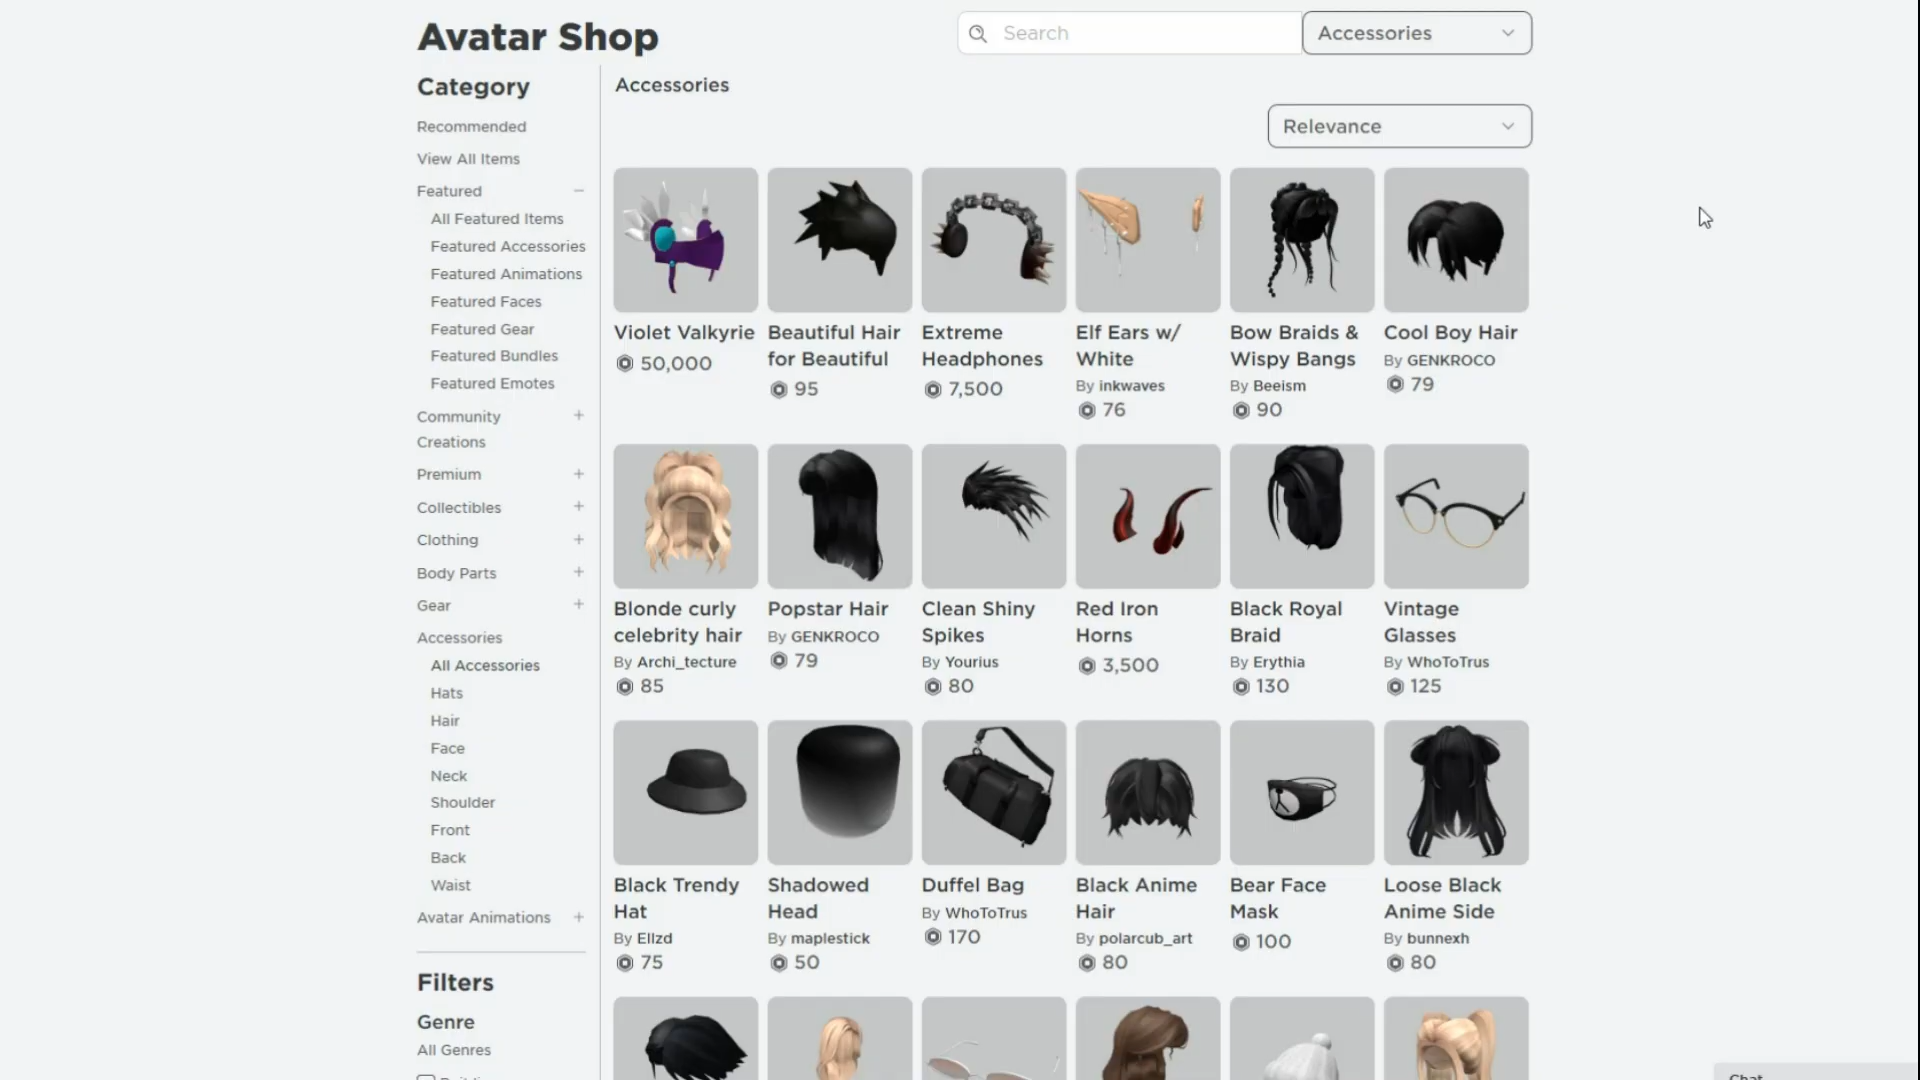 Avatar Shop
Search
Accessories
Category
Recommended
View All Items
Featured
All Featured Items
Featured Accessories
Featured Animations
Featured Faces
Featured Gear
Featured Bundles
Featured Emotes
Community
Creations
Premium
Collectibles
Clothing
Body Parts
Gear
Accessories
All Accessories
Hats
Hair
Face
Neck
Shoulder
Front
Back
Waist
Avatar Animations
Filters
Genre
All Genres
Accessories
Relevance
Violet Valkyrie
50,000
Beautiful Hair
for Beautiful
95
Extreme
Headphones
7,500
Elf Ears w/
White
By inkwaves
76
Bow Braids &
Wispy Bangs
By Beeism
90
Cool Boy Hair
By GENKROCO
79
Blonde curly
celebrity hair
By Archi_tecture
85
Popstar Hair
By GENKROCO
79
Clean Shiny
Spikes
By Yourius
80
Red Iron
Horns
3,500
Black Royal
Braid
By Erythia
130
Vintage
Glasses
By WhoToTrus
125
Black Trendy
Hat
By Ellzd
75
Shadowed
Head
By maplestick
50
Duffel Bag
By WhoToTrus
170
Black Anime
Hair
By polarcub_art
80
Bear Face
Mask
100
Loose Black
Anime Side
By bunnexh
80
Chat